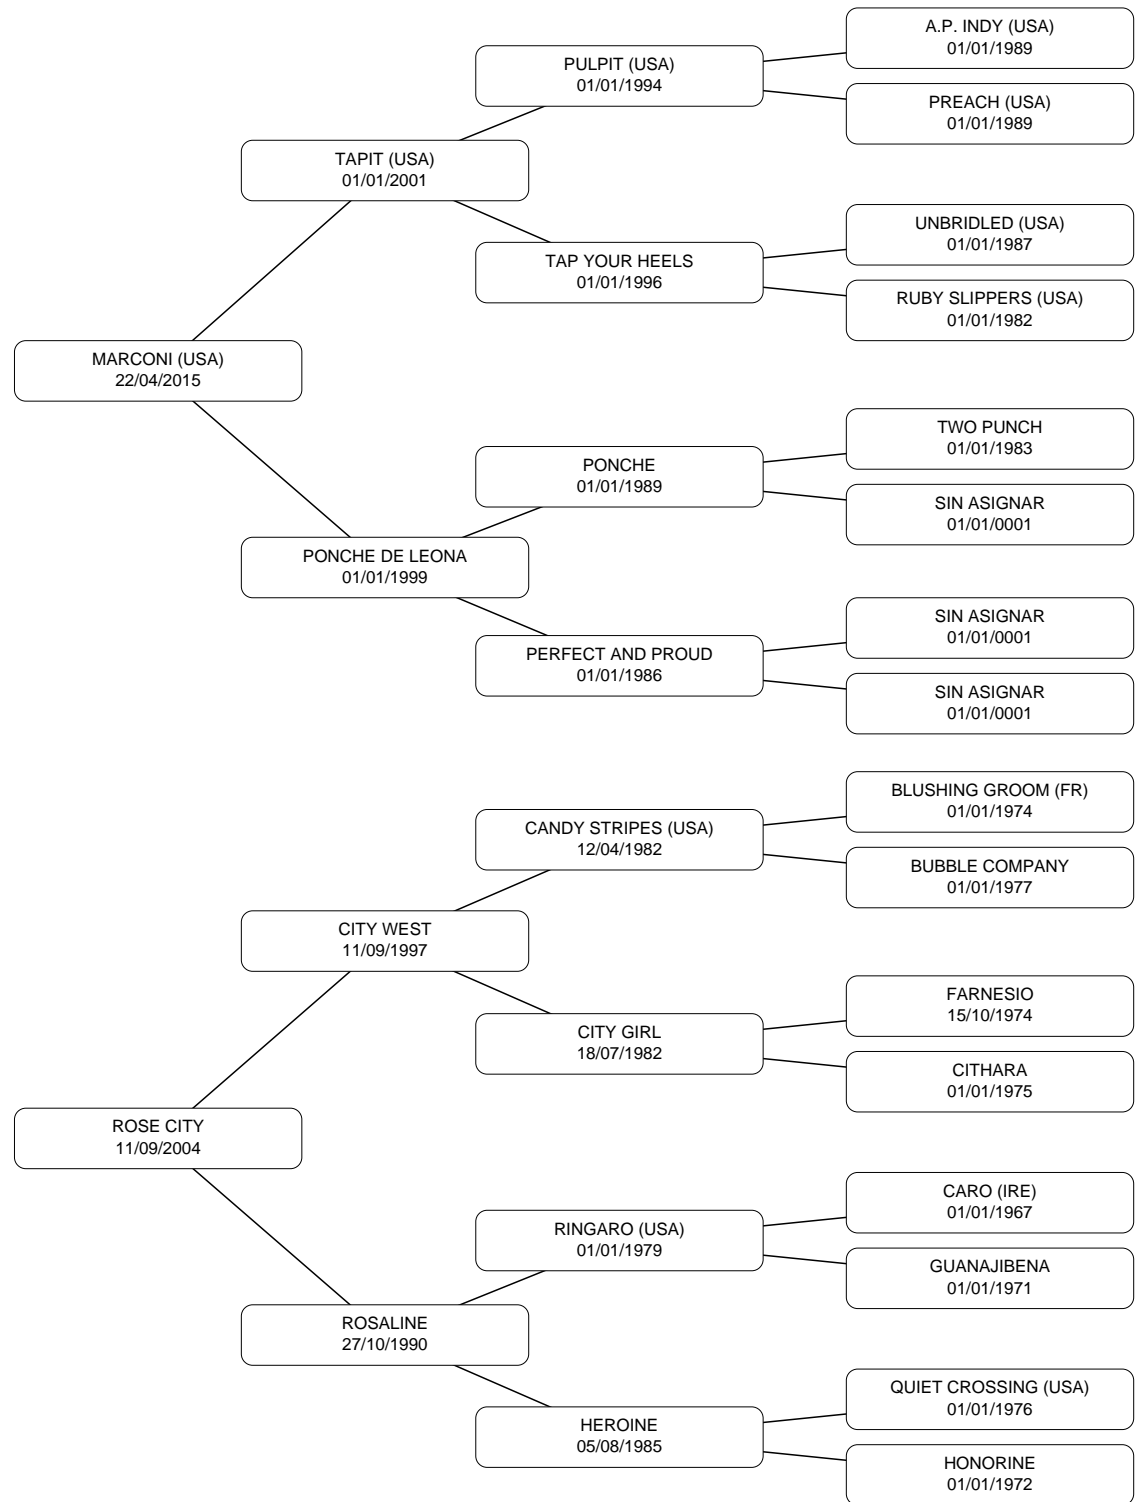 A.P. INDY (USA)
01/01/1989
PULPIT (USA)
01/01/1994
PREACH (USA)
01/01/1989
TAPIT (USA)
01/01/2001
UNBRIDLED (USA)
01/01/1987
TAP YOUR HEELS
01/01/1996
RUBY SLIPPERS (USA)
01/01/1982
MARCONI (USA)
22/04/2015
TWO PUNCH
01/01/1983
PONCHE
01/01/1989
SIN ASIGNAR
01/01/0001
PONCHE DE LEONA
01/01/1999
SIN ASIGNAR
01/01/0001
PERFECT AND PROUD
01/01/1986
SIN ASIGNAR
01/01/0001
BLUSHING GROOM (FR)
01/01/1974
CANDY STRIPES (USA)
12/04/1982
BUBBLE COMPANY
01/01/1977
CITY WEST
11/09/1997
FARNESIO
15/10/1974
CITY GIRL
18/07/1982
CITHARA
01/01/1975
ROSE CITY
11/09/2004
CARO (IRE)
01/01/1967
RINGARO (USA)
01/01/1979
GUANAJIBENA
01/01/1971
ROSALINE
27/10/1990
QUIET CROSSING (USA)
01/01/1976
HEROINE
05/08/1985
HONORINE
01/01/1972